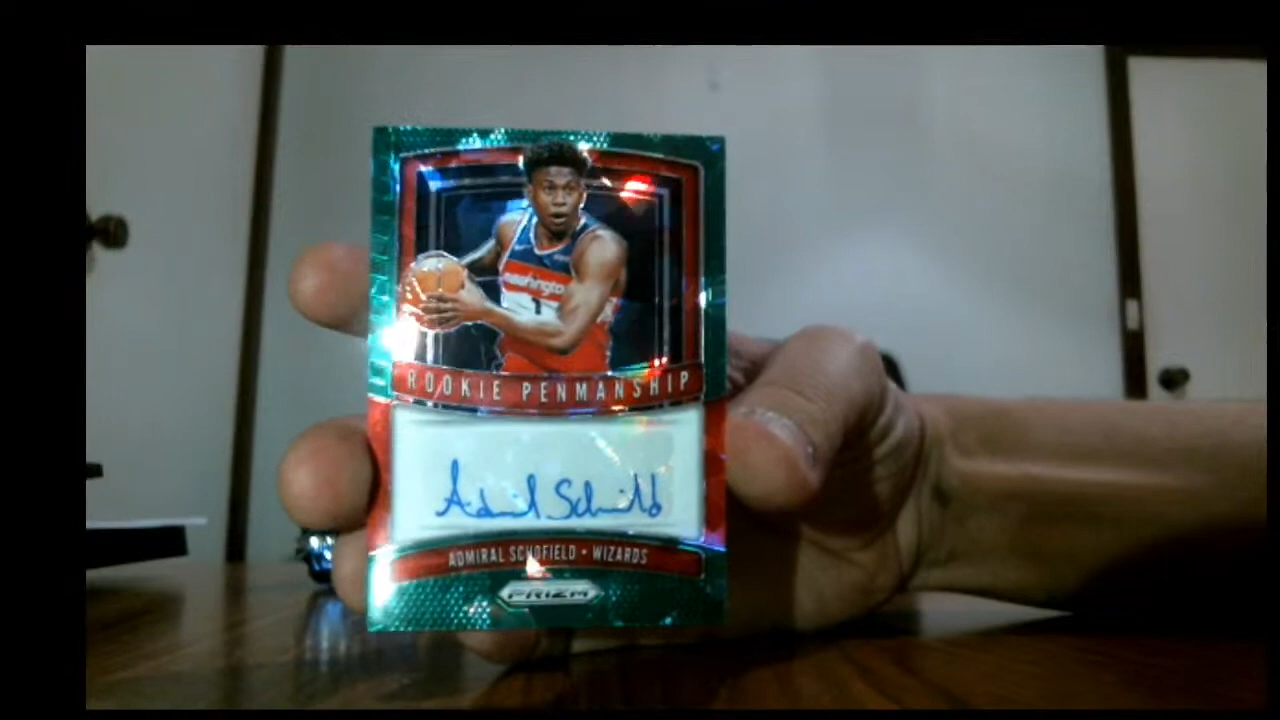 Washington
1
ROOKIE PENMANSHIP
Admiral Schofield
ADMIRAL SCHOFIELD • WIZARDS
PRIZM